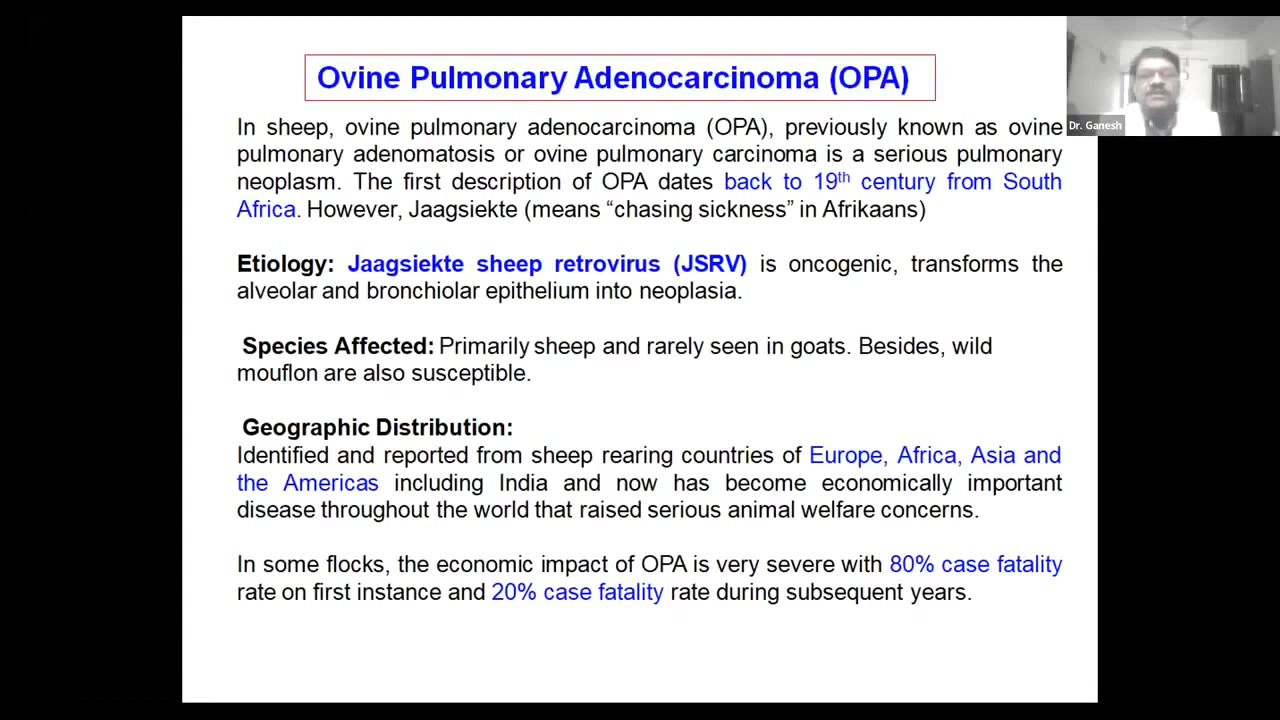 Ovine Pulmonary Adenocarcinoma (OPA)
Dr. Ganesh
In sheep, ovine pulmonary adenocarcinoma (OPA), previously known as ovine
pulmonary adenomatosis or ovine pulmonary carcinoma is a serious pulmonary
neoplasm. The first description of OPA dates back to 19th century from South
Africa. However, Jaagsiekte (means “chasing sickness” in Afrikaans)
Etiology: Jaagsiekte sheep retrovirus (JSRV) is oncogenic, transforms the
alveolar and bronchiolar epithelium into neoplasia.
Species Affected: Primarily sheep and rarely seen in goats. Besides, wild
mouflon are also susceptible.
Geographic Distribution:
Identified and reported from sheep rearing countries of Europe, Africa, Asia and
the Americas including India and now has become economically important
disease throughout the world that raised serious animal welfare concerns.
In some flocks, the economic impact of OPA is very severe with 80% case fatality
rate on first instance and 20% case fatality rate during subsequent years.